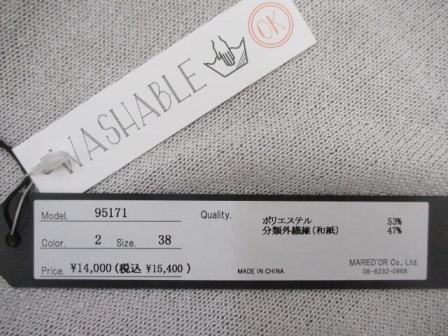 WASHABLE
OK
Model. 95171
Quality.
ポリエステル 53%
分類外繊維(和紙) 47%
Color. 2 Size. 38
Price. ¥14,000(税込 ¥15,400)
MADE IN CHINA
MARIED'OR Co., Ltd.
06-6232-0868